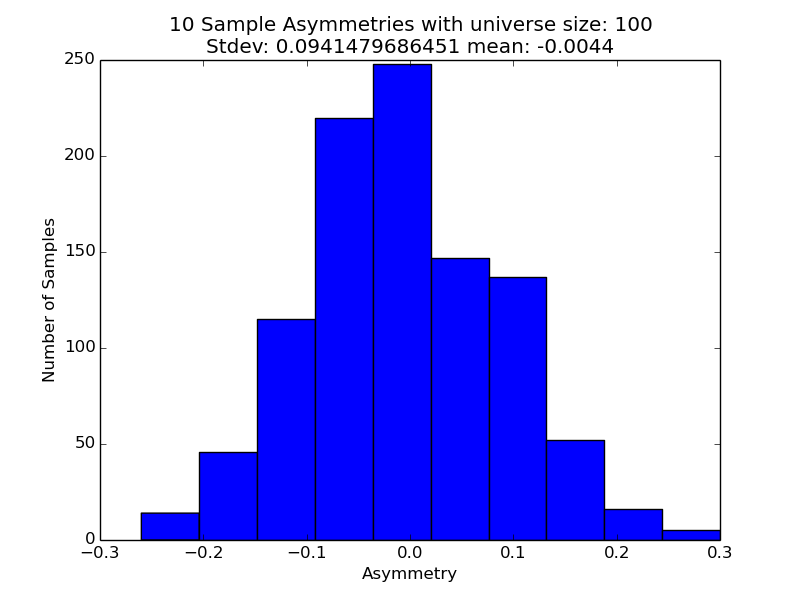 10 Sample Asymmetries with universe size: 100
Stdev: 0.0941479686451 mean: -0.0044
250
200
150
100
50
0
Number of Samples
−0.3 −0.2 −0.1 0.0 0.1 0.2 0.3
Asymmetry